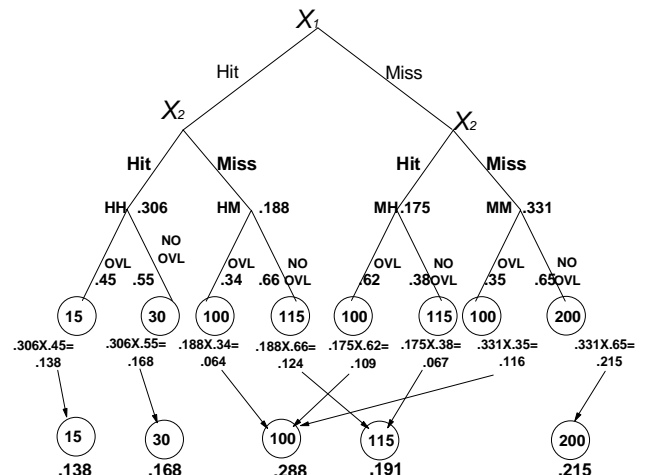 X1
Hit Miss
X2 X2
Hit Miss Hit Miss
HH .306 HM .188 MH .175 MM .331
OVL NO OVL OVL NO OVL OVL NO OVL OVL NO OVL
.45 .55 .34 .66 .62 .38 .35 .65
15 30 100 115 100 115 100 200
.306X.45= .306X.55= .188X.34= .188X.66= .175X.62= .175X.38= .331X.35= .331X.65=
.138 .168 .064 .124 .109 .067 .116 .215
15 30 100 115 200
.138 .168 .288 .191 .215